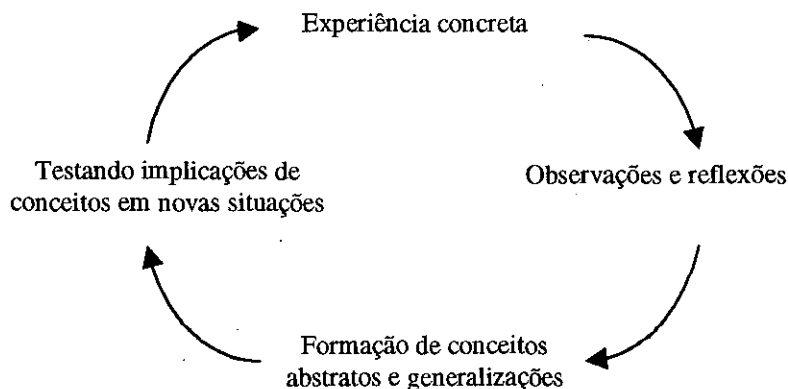 Experiência concreta
Testando implicações de
conceitos em novas situações
Observações e reflexões
Formação de conceitos
abstratos e generalizações